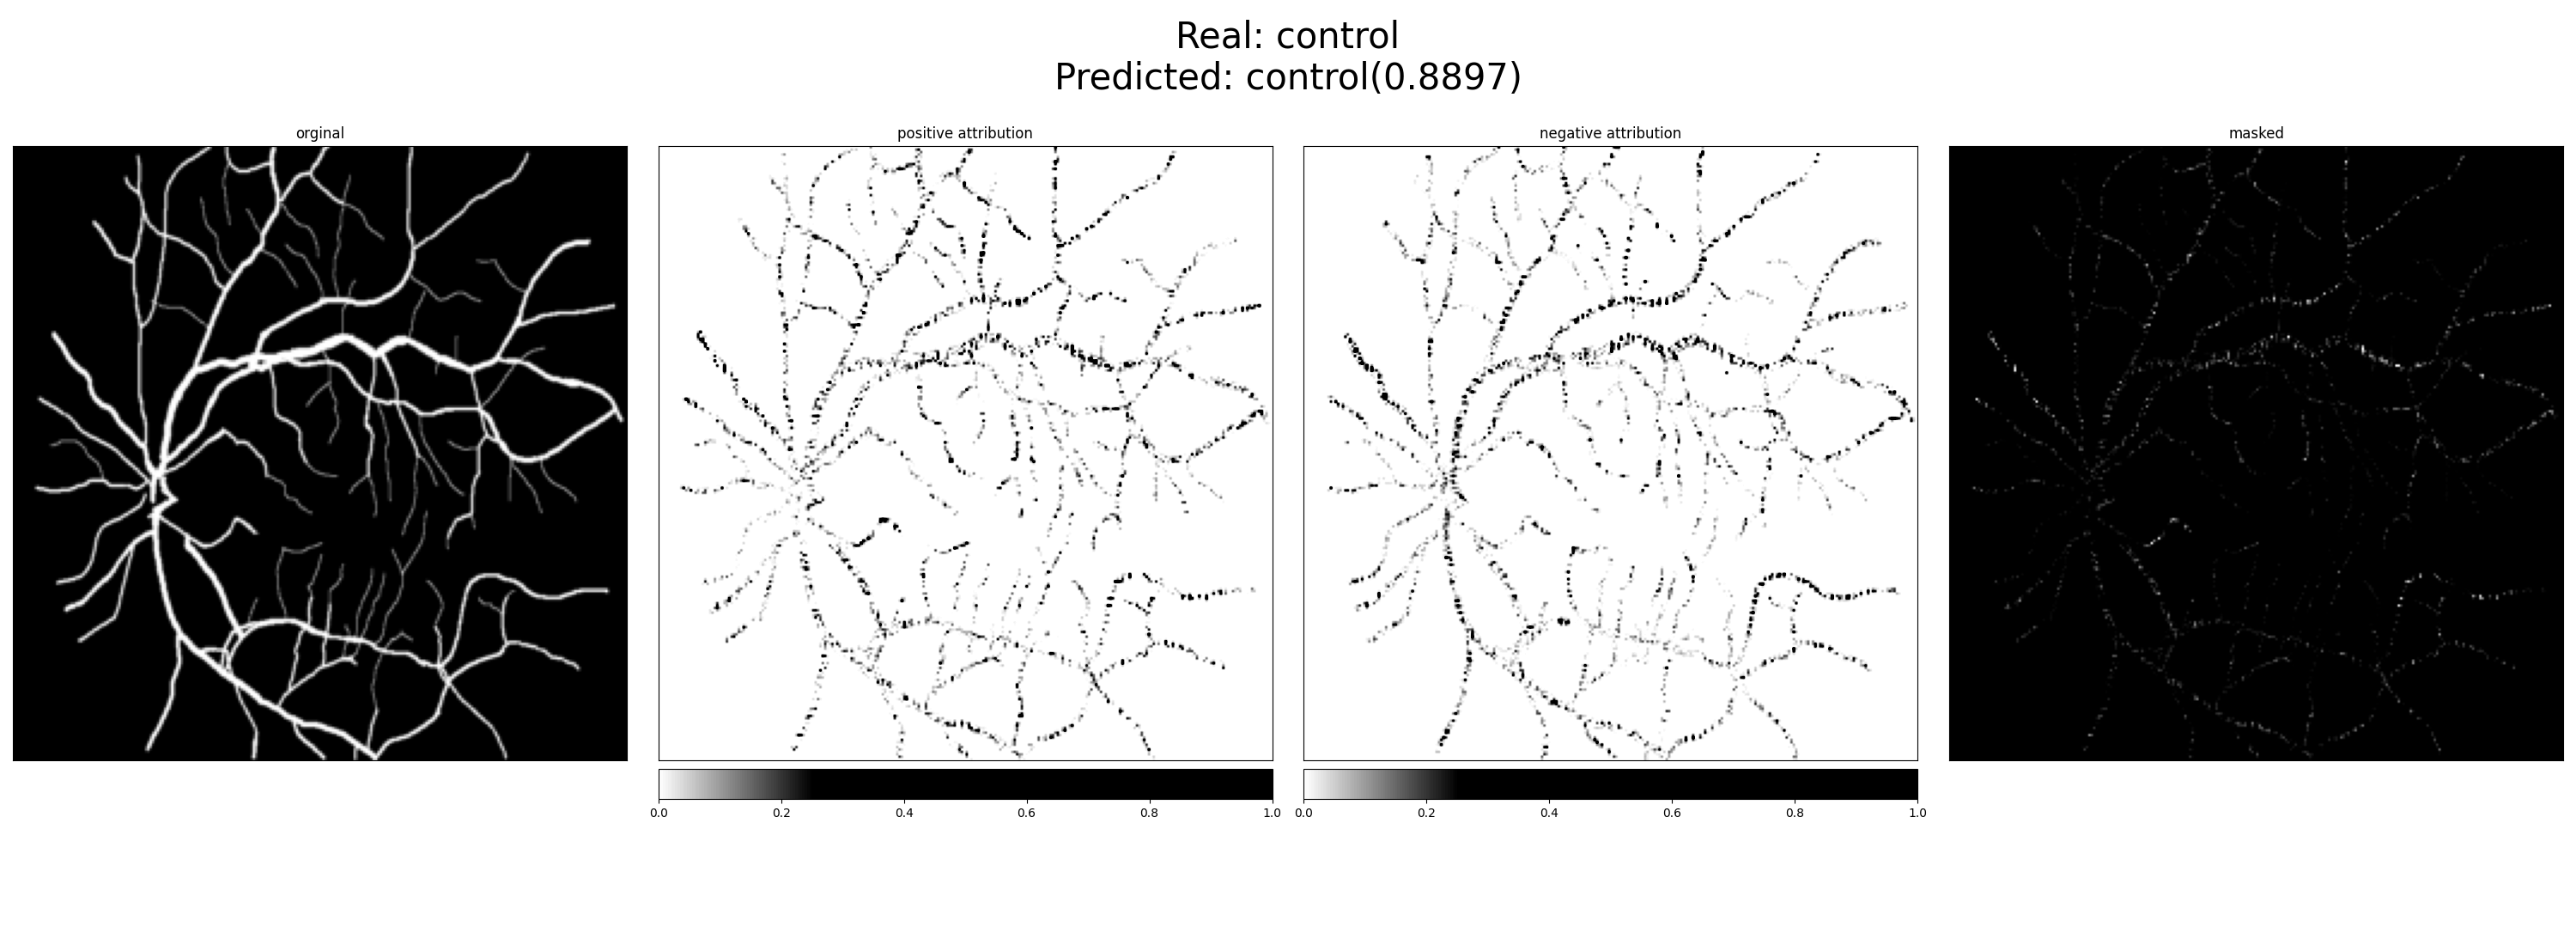 Real: control
Predicted: control(0.8897)
orginal
positive attribution
negative attribution
masked
0.0 0.2 0.4 0.6 0.8 1.0
0.0 0.2 0.4 0.6 0.8 1.0